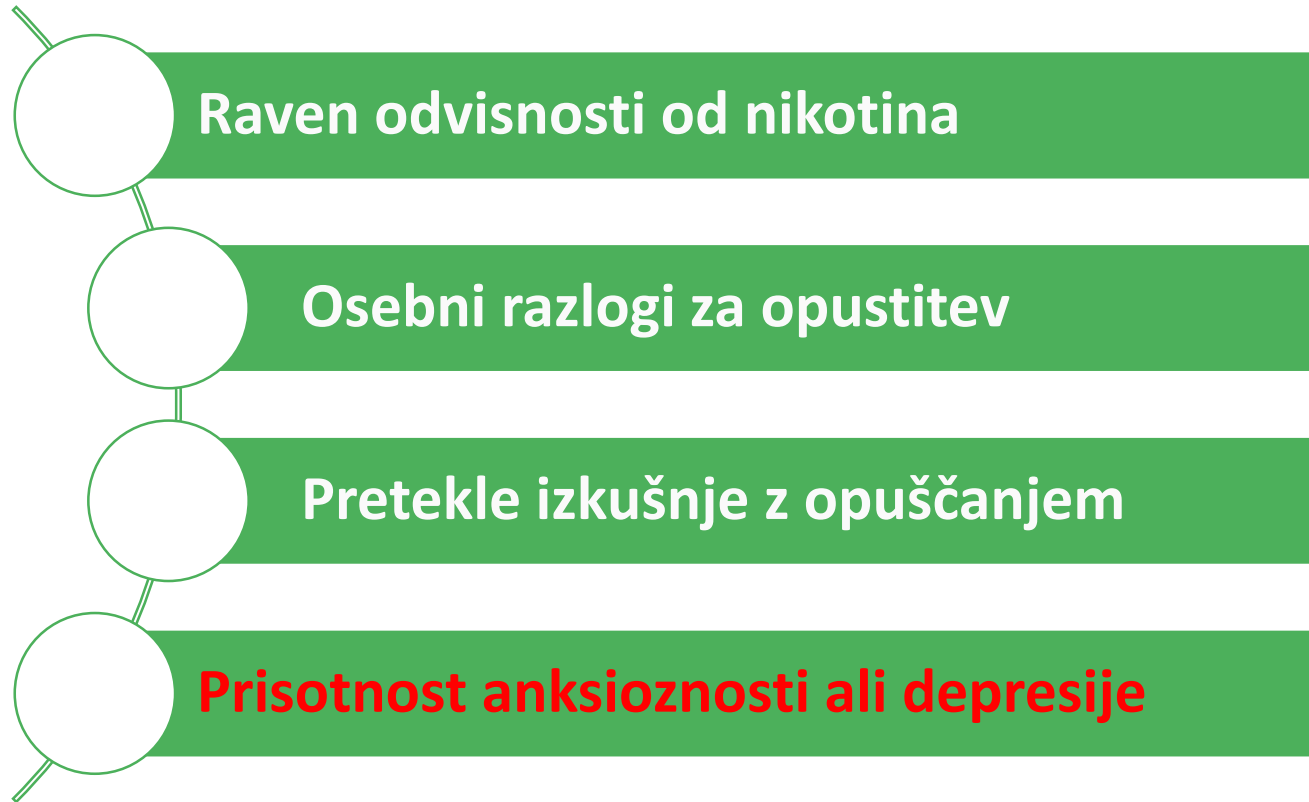 Raven odvisnosti od nikotina
Osebni razlogi za opustitev
Pretekle izkušnje z opuščanjem
Prisotnost anksioznosti ali depresije